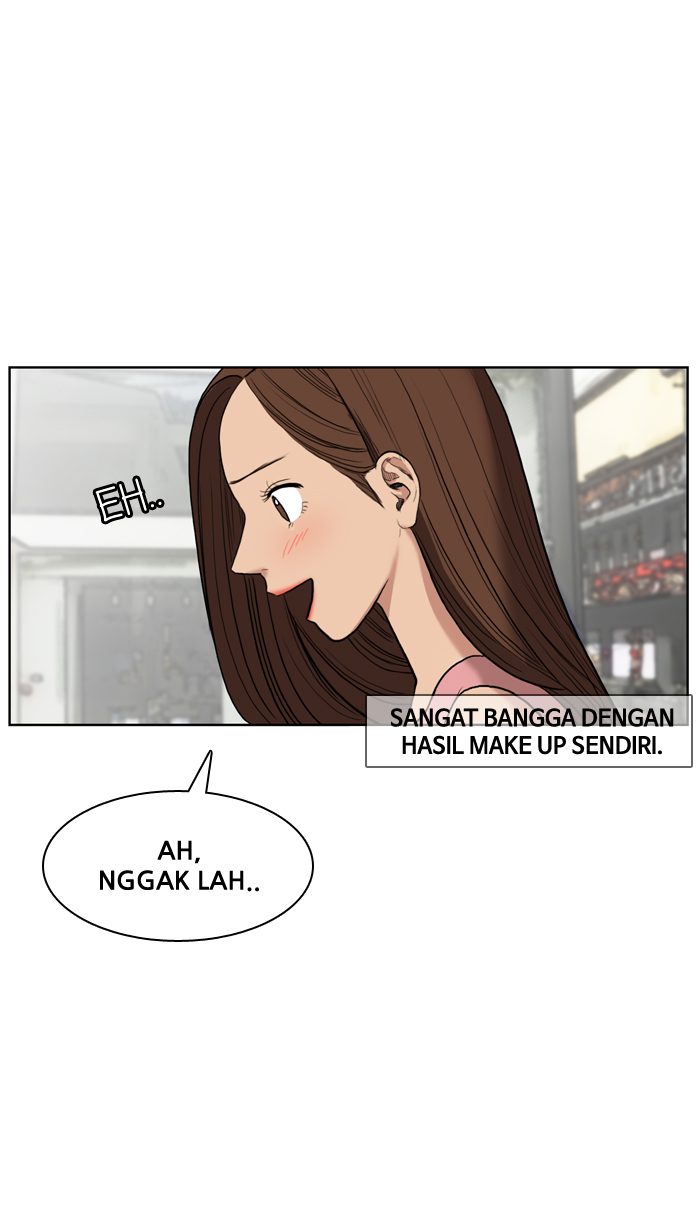 EH..
SANGAT BANGGA DENGAN
HASIL MAKE UP SENDIRI.
AH,
NGGAK LAH..